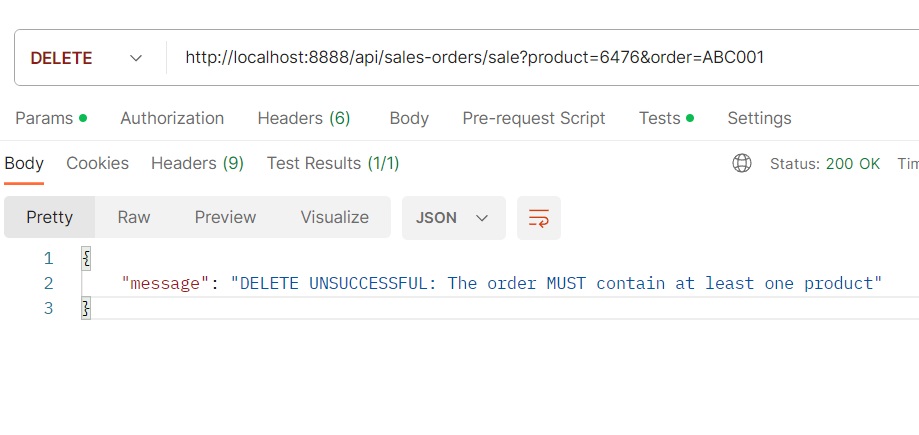 DELETE http://localhost:8888/api/sales-orders/sale?product=6476&order=ABC001
Params Authorization Headers (6) Body Pre-request Script Tests Settings
Body Cookies Headers (9) Test Results (1/1) Status: 200 OK
Pretty Raw Preview Visualize JSON
1 {
2 "message": "DELETE UNSUCCESSFUL: The order MUST contain at least one product"
3 }